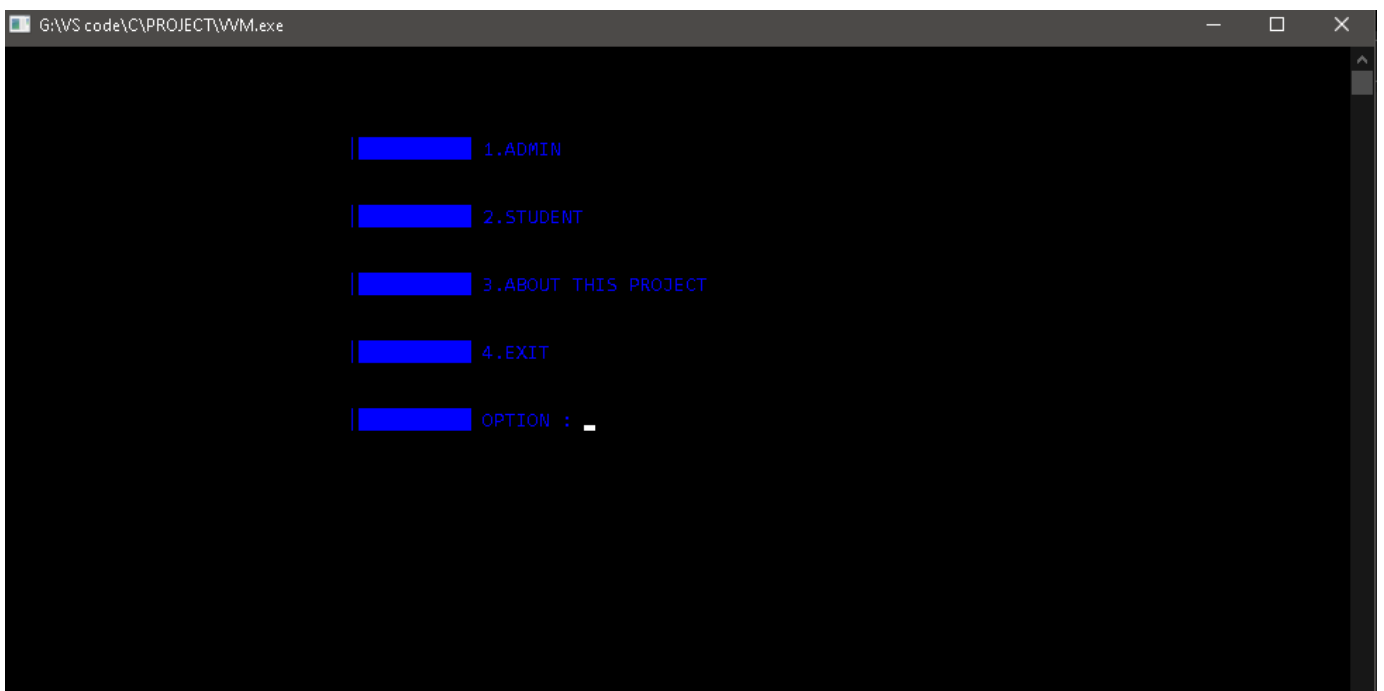 G:\VS code\C\PROJECT\VVM.exe
1.ADMIN
2.STUDENT
3.ABOUT THIS PROJECT
4.EXIT
OPTION :